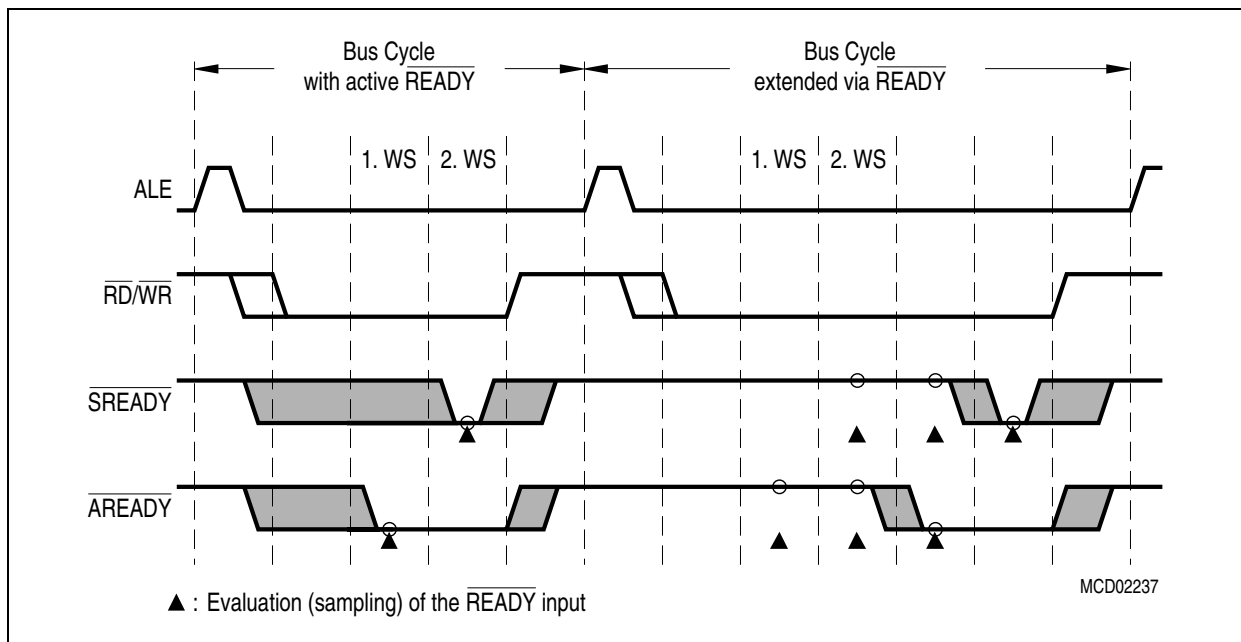 Bus Cycle
with active READY
Bus Cycle
extended via READY
1. WS
2. WS
1. WS
2. WS
ALE
RD/WR
SREADY
AREADY
MCD02237
▲ : Evaluation (sampling) of the READY input